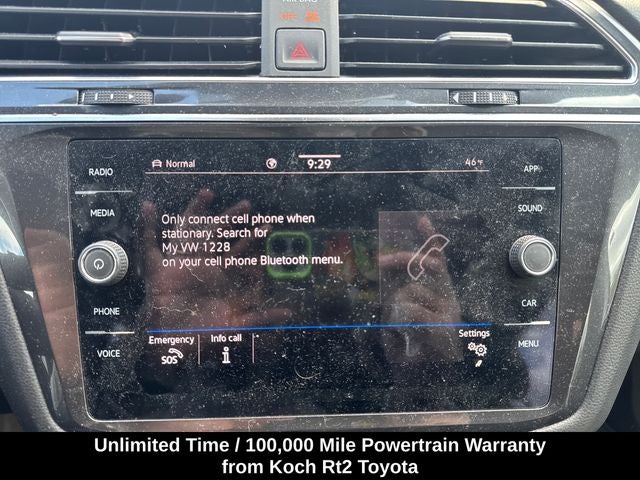 AIRBAG
OFF
Normal
9:29
46°F
RADIO
MEDIA
PHONE
VOICE
APP
SOUND
CAR
MENU
Only connect cell phone when
stationary. Search for
My VW 1228
on your cell phone Bluetooth menu.
Emergency
SOS
Info call
Settings
Unlimited Time / 100,000 Mile Powertrain Warranty
from Koch Rt2 Toyota